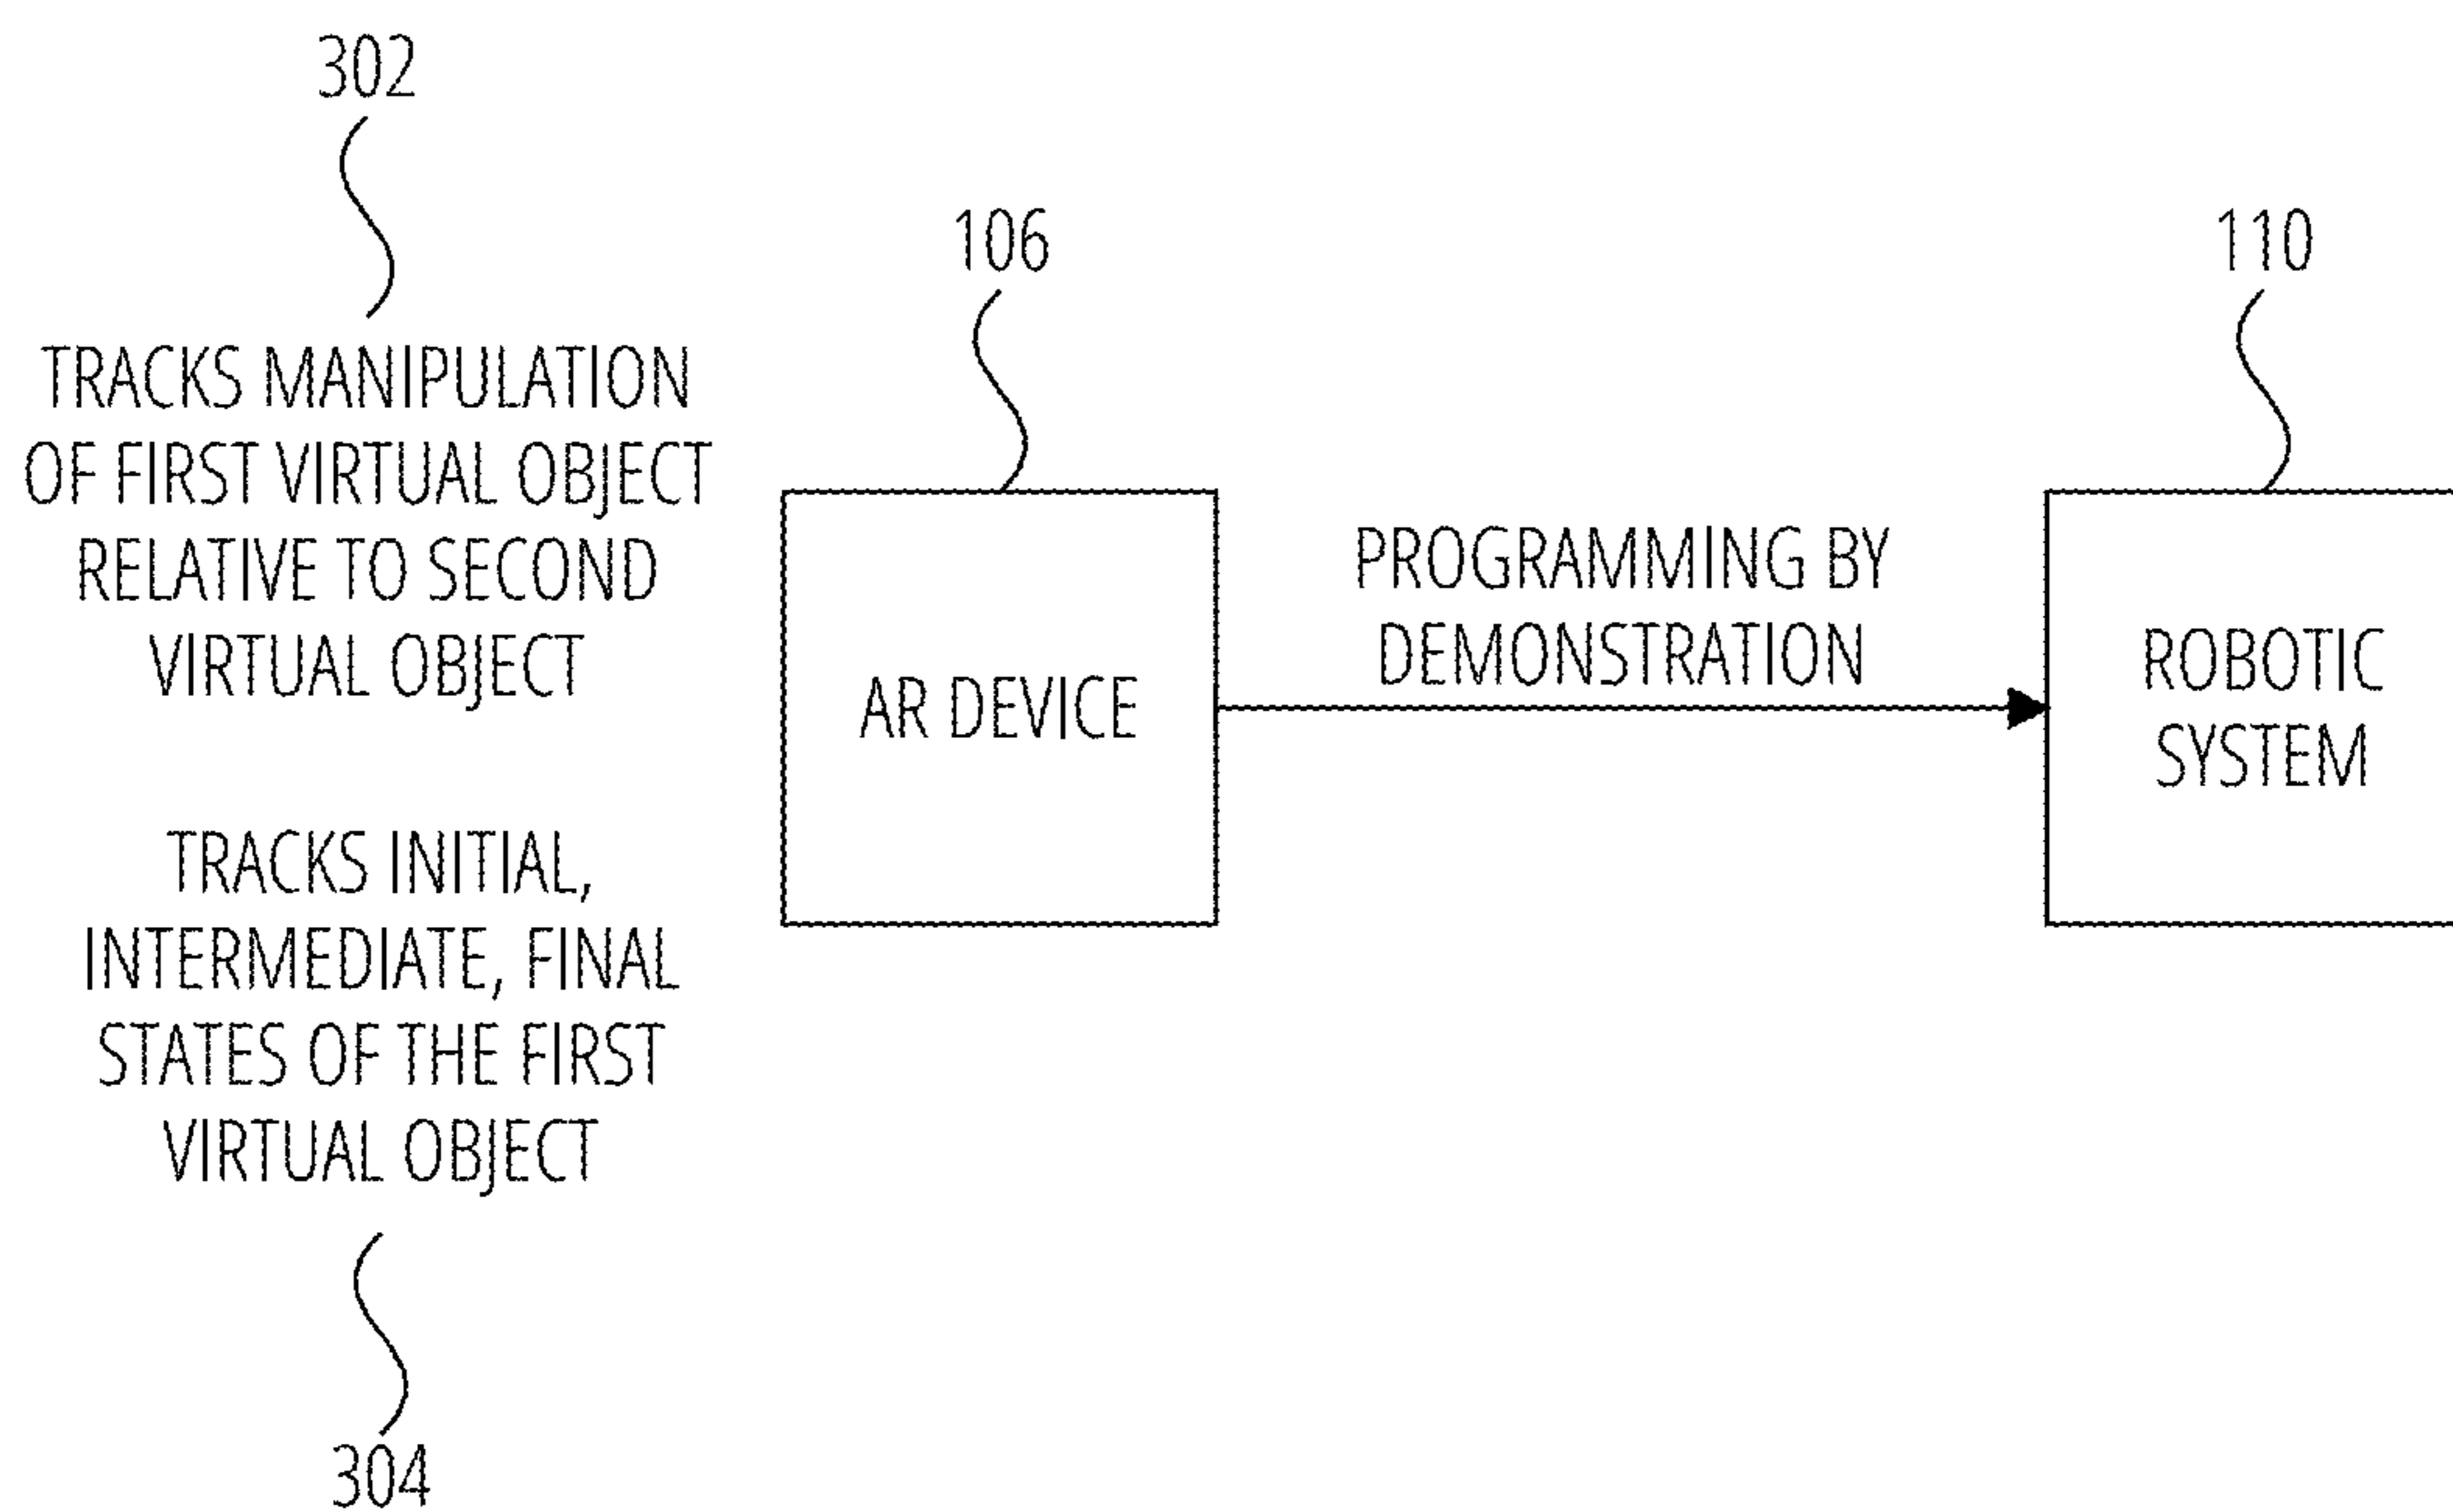 302
TRACKS MANIPULATION
OF FIRST VIRTUAL OBJECT
RELATIVE TO SECOND
VIRTUAL OBJECT
TRACKS INITIAL,
INTERMEDIATE, FINAL
STATES OF THE FIRST
VIRTUAL OBJECT
304
106
AR DEVICE
PROGRAMMING BY
DEMONSTRATION
110
ROBOTIC
SYSTEM